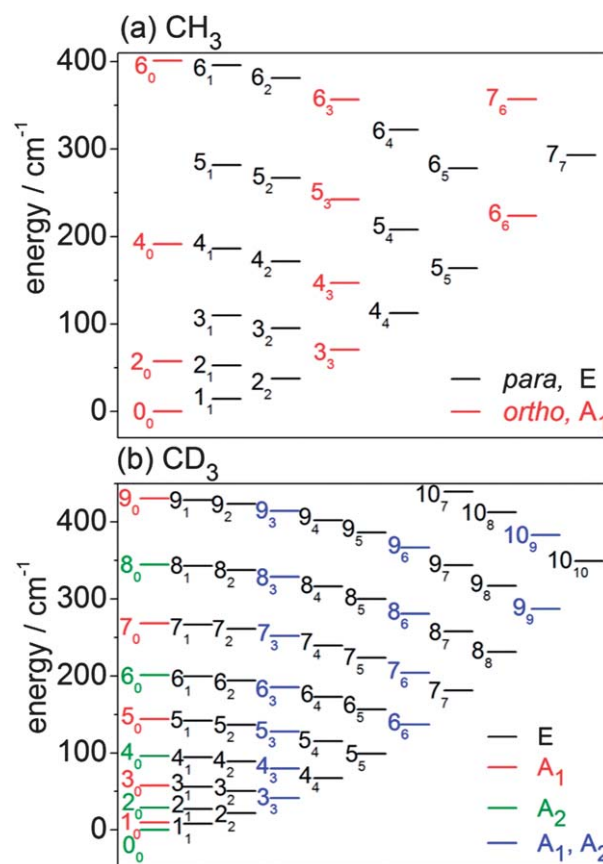 (a) CH₃
400
300
200
100
0
energy / cm⁻¹
6₀ 6₁ 6₂ 6₃ 6₄ 6₅ 7₆ 7₇
5₁ 5₂ 5₃ 5₄ 5₅ 6₆
4₀ 4₁ 4₂ 4₃ 4₄
3₁ 3₂ 3₃
2₀ 2₁ 2₂
0₀ 1₁
para, E
ortho, A₁
(b) CD₃
400
300
200
100
0
energy / cm⁻¹
10₇ 10₈ 10₉ 10₁₀
9₀ 9₁ 9₂ 9₃ 9₄ 9₅ 9₆ 9₇ 9₈ 9₉
8₀ 8₁ 8₂ 8₃ 8₄ 8₅ 8₆ 8₇ 8₈
7₀ 7₁ 7₂ 7₃ 7₄ 7₅ 7₆ 7₇
6₀ 6₁ 6₂ 6₃ 6₄ 6₅ 6₆
5₀ 5₁ 5₂ 5₃ 5₄ 5₅
4₀ 4₁ 4₂ 4₃ 4₄
3₀ 3₁ 3₂ 3₃
2₀ 2₁ 2₂
1₀ 1₁
0₀
E
A₁
A₂
A₁, A₂